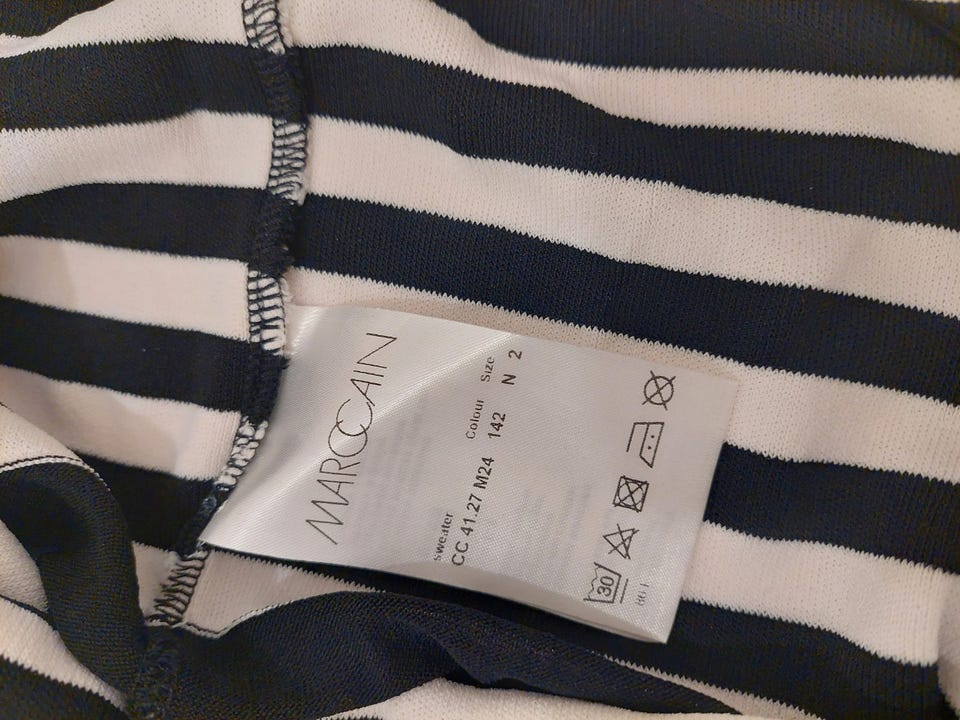 MARCCAIN
sweater Colour Size
CC 41.27 M24 142 N 2
30